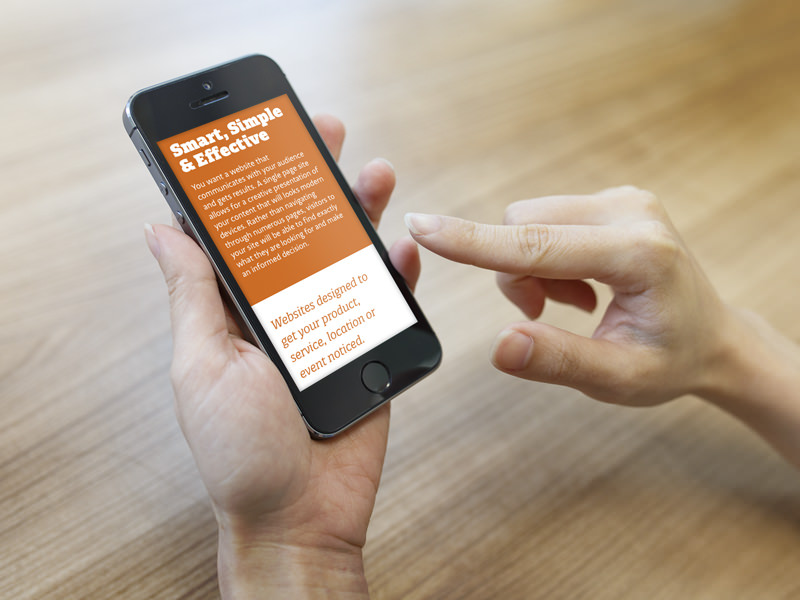 Smart, Simple
& Effective
You want a website that
communicates with your audience
and gets results. A single page site
allows for a creative presentation of
your content that will looks modern
devices. Rather than navigating
through numerous pages, visitors to
your site will be able to find exactly
what they are looking for and make
an informed decision.
Websites designed to
get your product,
service, location or
event noticed.